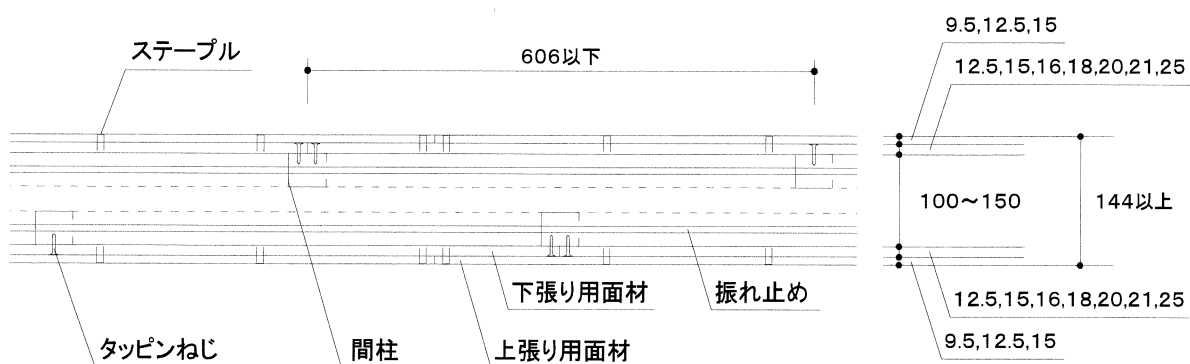 ステープル
606以下
9.5,12.5,15
12.5,15,16,18,20,21,25
100～150
144以上
下張り用面材
振れ止め
12.5,15,16,18,20,21,25
タッピンねじ
間柱
上張り用面材
9.5,12.5,15